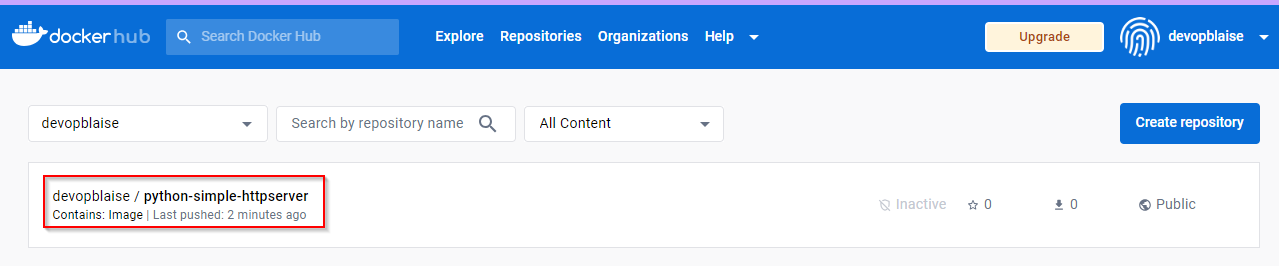 docker hub Search Docker Hub Explore Repositories Organizations Help Upgrade devopblaise
devopblaise Search by repository name All Content Create repository
devopblaise / python-simple-httpserver
Contains: Image | Last pushed: 2 minutes ago
Inactive 0 0 Public